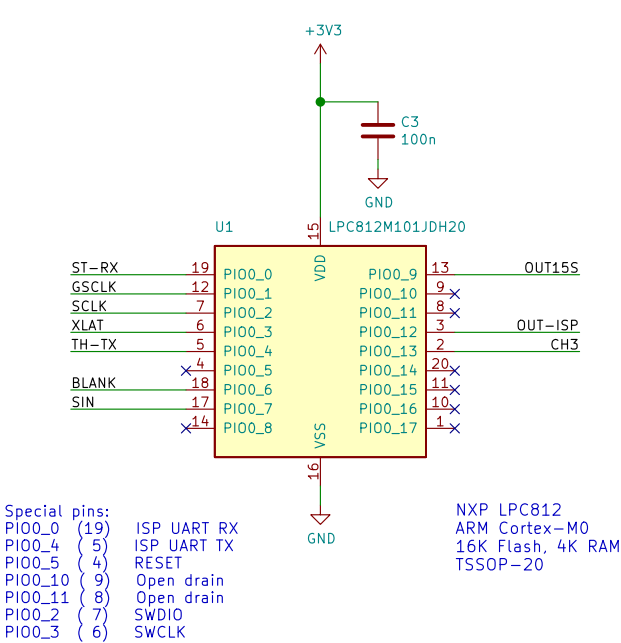 +3V3
C3
100n
GND
U1 LPC812M101JDH20
15
VDD
ST-RX 19 PIO0_0 PIO0_9 13 OUT15S
GSCLK 12 PIO0_1 PIO0_10 9
SCLK 7 PIO0_2 PIO0_11 8
XLAT 6 PIO0_3 PIO0_12 3 OUT-ISP
TH-TX 5 PIO0_4 PIO0_13 2 CH3
4 PIO0_5 PIO0_14 20
BLANK 18 PIO0_6 PIO0_15 11
SIN 17 PIO0_7 PIO0_16 10
14 PIO0_8 PIO0_17 1
VSS
16
GND
Special pins:
PIO0_0 (19) ISP UART RX
PIO0_4 ( 5) ISP UART TX
PIO0_5 ( 4) RESET
PIO0_10 ( 9) Open drain
PIO0_11 ( 8) Open drain
PIO0_2 ( 7) SWDIO
PIO0_3 ( 6) SWCLK
NXP LPC812
ARM Cortex-M0
16K Flash, 4K RAM
TSSOP-20